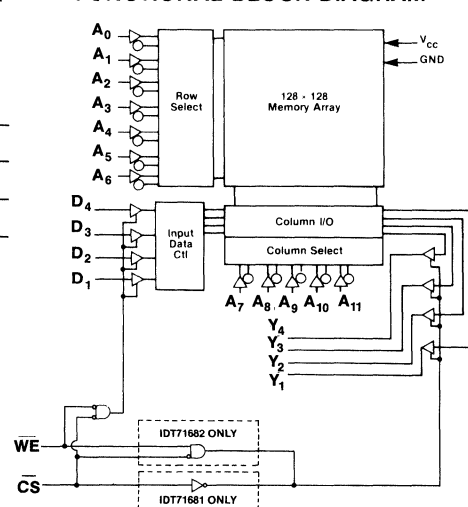 FUNCTIONAL BLOCK DIAGRAM
A0
A1
A2
A3
A4
A5
A6
Row
Select
128 × 128
Memory Array
VCC
GND
D4
D3
D2
D1
Input
Data
Ctl
Column I/O
Column Select
A7 A8 A9 A10 A11
Y4
Y3
Y2
Y1
WE
CS
IDT71682 ONLY
IDT71681 ONLY